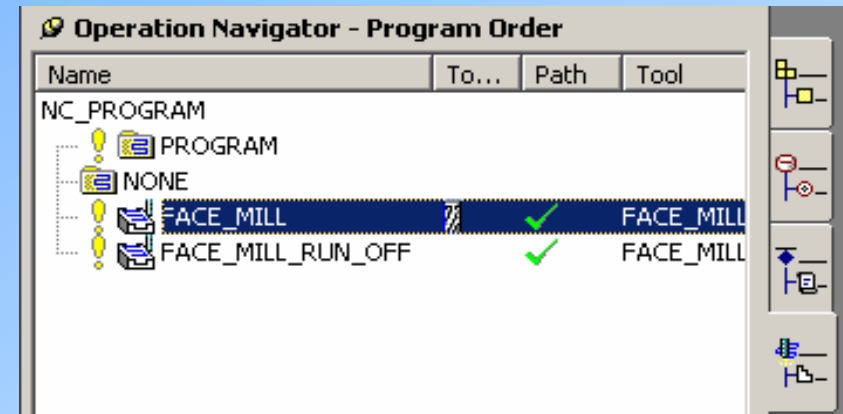 Operation Navigator - Program Order
Name To... Path Tool
NC_PROGRAM
PROGRAM
NONE
FACE_MILL FACE_MILL
FACE_MILL_RUN_OFF FACE_MILL